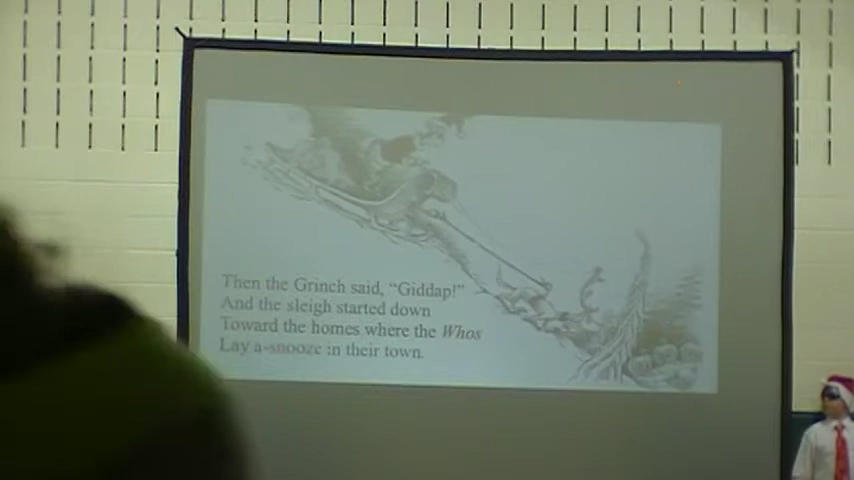 Then the Grinch said, “Giddap!”
And the sleigh started down
Toward the homes where the Whos
Lay a-snooze in their town.